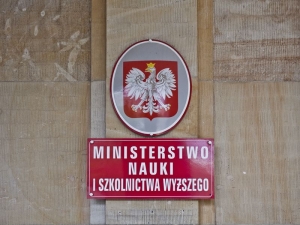 MINISTERSTWO
NAUKI
I SZKOLNICTWA WYŻSZEGO